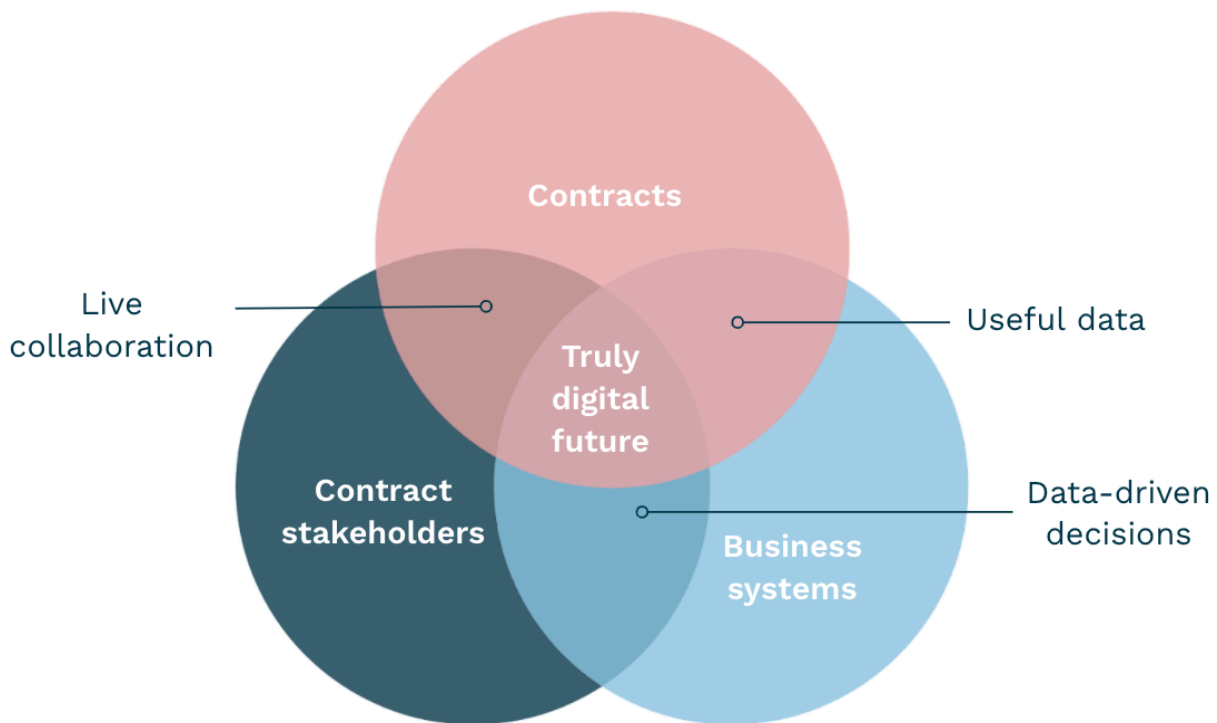 Contracts
Live
collaboration
Useful data
Truly
digital
future
Contract
stakeholders
Data-driven
decisions
Business
systems